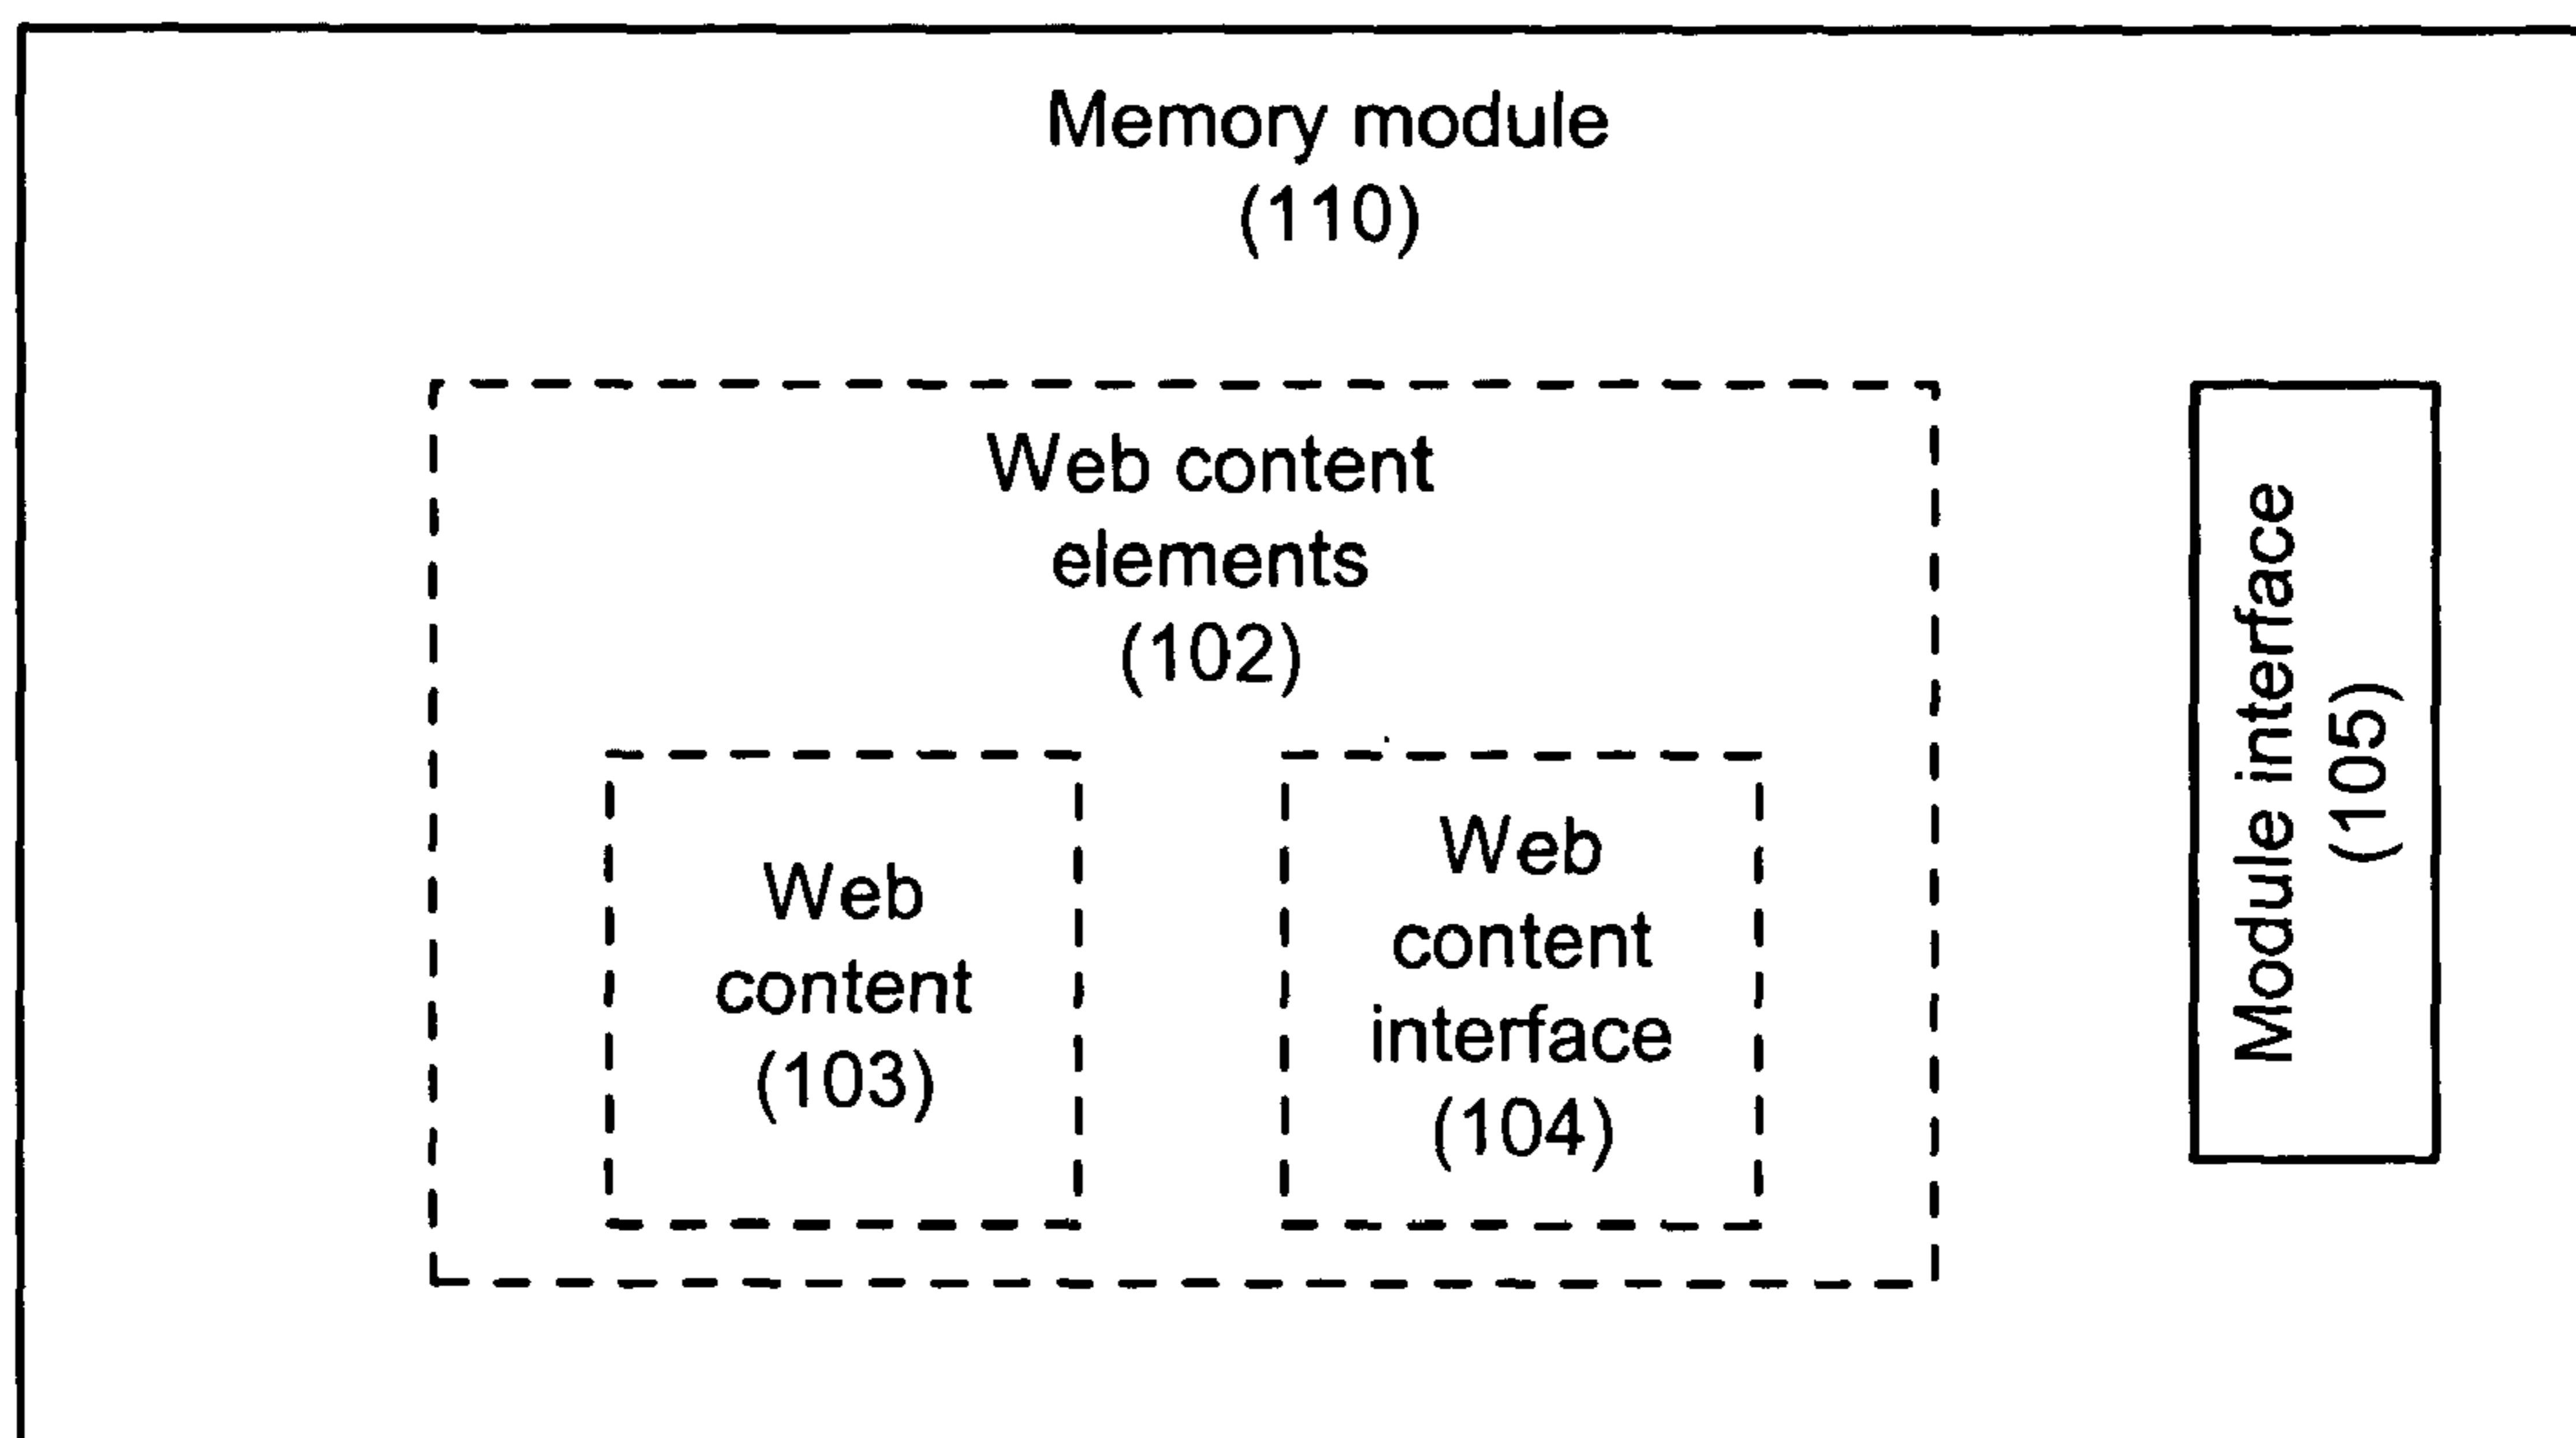 Memory module
(110)
Web content
elements
(102)
Web
content
(103)
Web
content
interface
(104)
Module interface
(105)